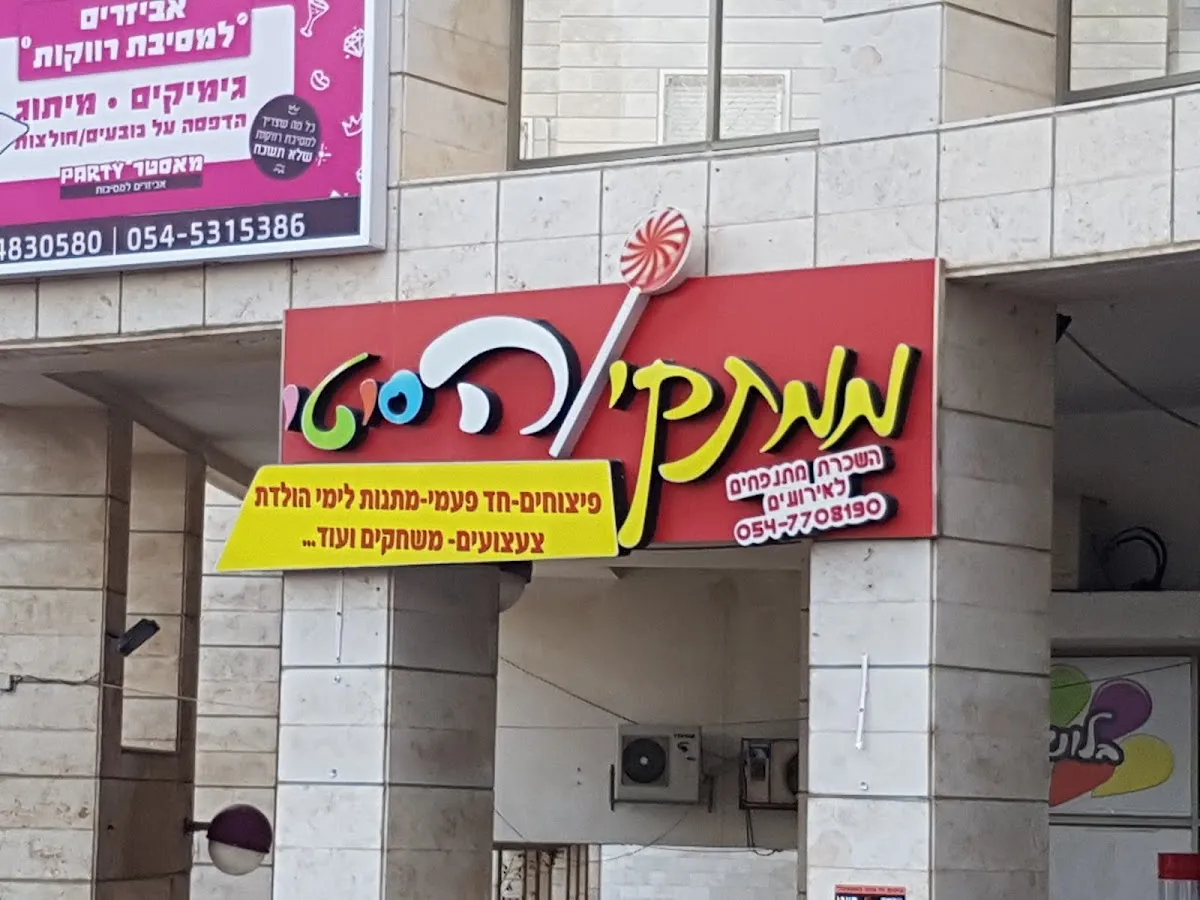 אביזרים
למסיבת רווקות
גימיקים • מיתוג
הדפסה על כובעים/חולצות
כל מה שצריך
למסיבת רווקות
שלא תשכח
מאסטר PARTY
אביזרים למסיבות
4830580 | 054-5315386
ממתקי הסיטי
השכרת מתנפחים
לאירועים
054-7708190
פיצוחים-חד פעמי-מתנות לימי הולדת
צעצועים- משחקים ועוד...